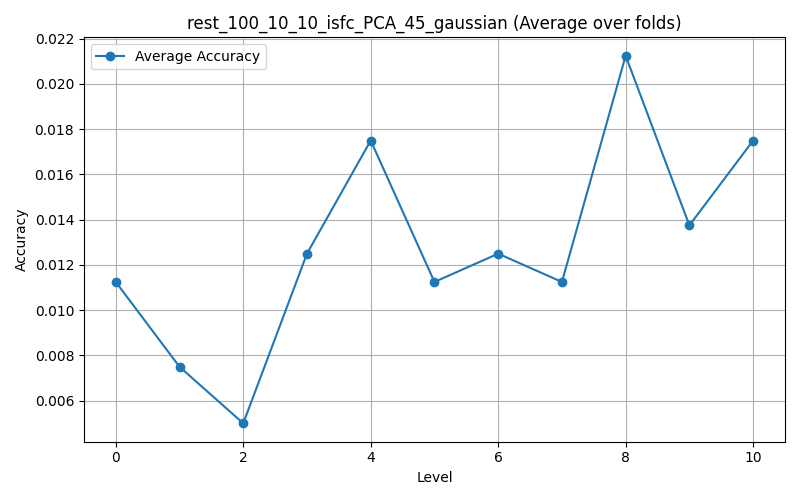 rest_100_10_10_isfc_PCA_45_gaussian (Average over folds)
Average Accuracy
0.022
0.020
0.018
0.016
0.014
0.012
0.010
0.008
0.006
Accuracy
0 2 4 6 8 10
Level